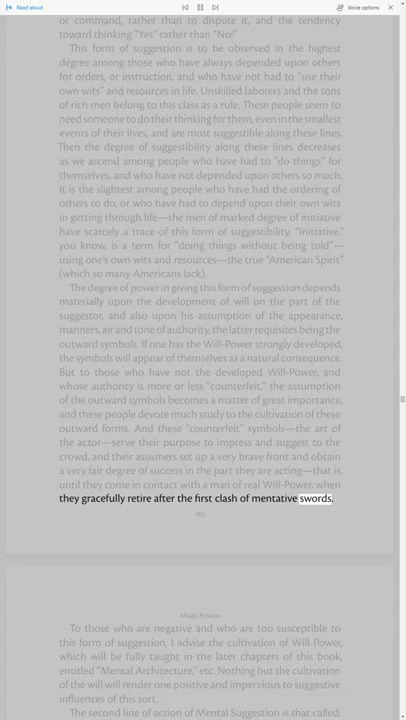 Read aloud
Voice options
or command, rather than to dispute it, and the tendency
toward thinking "Yes" rather than "No!"
This form of suggestion is to be observed in the highest
degree among those who have always depended upon others
for orders, or instruction, and who have not had to "use their
own wits" and resources in life. Unskilled laborers and the sons
of rich men belong to this class as a rule. These people seem to
need someone to do their thinking for them, even in the smallest
events of their lives, and are most suggestible along these lines.
Then the degree of suggestibility along these lines decreases
as we ascend among people who have had to "do things" for
themselves, and who have not depended upon others so much.
It is the slightest among people who have had the ordering of
others to do, or who have had to depend upon their own wits
in getting through life—the men of marked degree of initiative
have scarcely a trace of this form of suggestibility. "Initiative,"
you know, is a term for "doing things without being told"—
using one's own wits and resources—the true "American Spirit"
(which so many Americans lack).
The degree of power in giving this form of suggestion depends
materially upon the development of will on the part of the
suggestor, and also upon his assumption of the appearance,
manners, air and tone of authority, the latter requisites being the
outward symbols. If one has the Will-Power strongly developed,
the symbols will appear of themselves as a natural consequence.
But to those who have not the developed Will-Power, and
whose authority is more or less "counterfeit," the assumption
of the outward symbols becomes a matter of great importance,
and these people devote much study to the cultivation of these
outward forms. And these "counterfeit" symbols—the art of
the actor—serve their purpose to impress and suggest to the
crowd, and their assumers set up a very brave front and obtain
a very fair degree of success in the part they are acting—that is,
until they come in contact with a man of real Will-Power, when
they gracefully retire after the first clash of mentative swords.
183
Mind-Power
To those who are negative and who are too susceptible to
this form of suggestion, I advise the cultivation of Will-Power,
which will be fully taught in the later chapters of this book,
entitled "Mental Architecture," etc. Nothing but the cultivation
of the will will render one positive and impervious to suggestive
influences of this sort.
The second line of action of Mental Suggestion is that called: